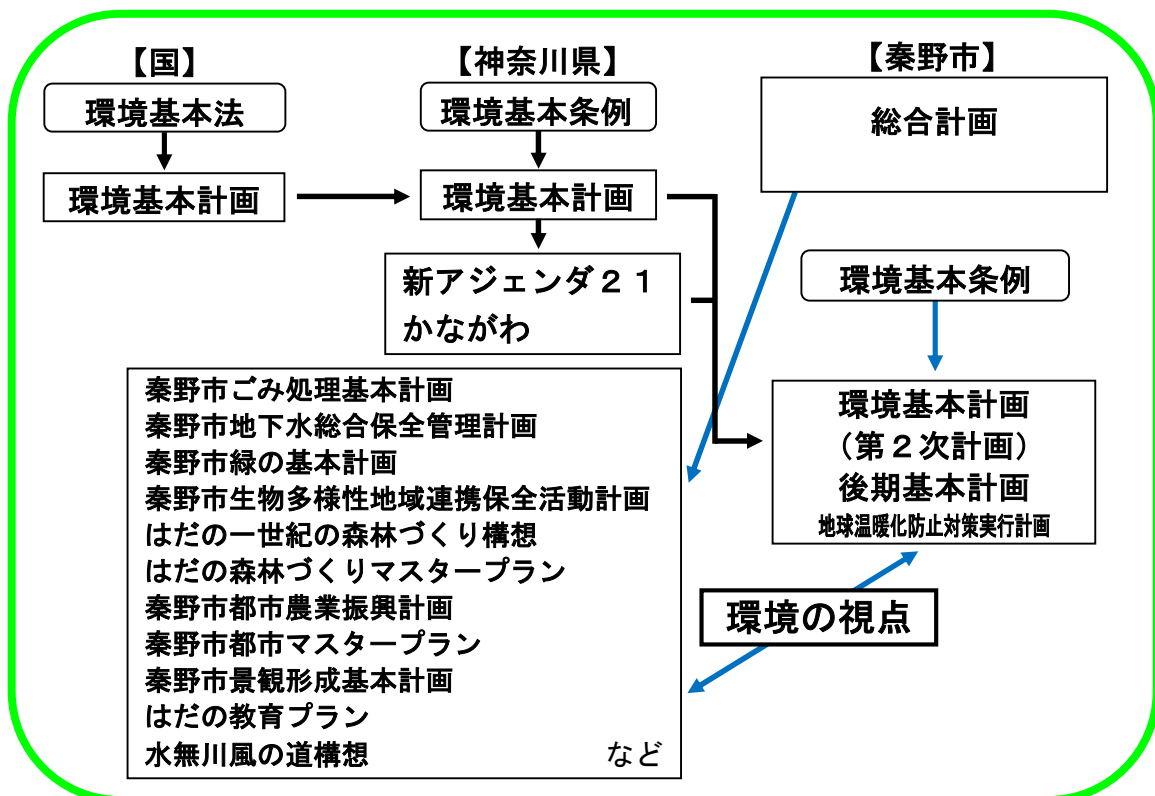 【国】
環境基本法
環境基本計画
【神奈川県】
環境基本条例
環境基本計画
新アジェンダ２１
かながわ
【秦野市】
総合計画
環境基本条例
環境基本計画
（第２次計画）
後期基本計画
地球温暖化防止対策実行計画
環境の視点
秦野市ごみ処理基本計画
秦野市地下水総合保全管理計画
秦野市緑の基本計画
秦野市生物多様性地域連携保全活動計画
はだの一世紀の森林づくり構想
はだの森林づくりマスタープラン
秦野市都市農業振興計画
秦野市都市マスタープラン
秦野市景観形成基本計画
はだの教育プラン
水無川風の道構想 など